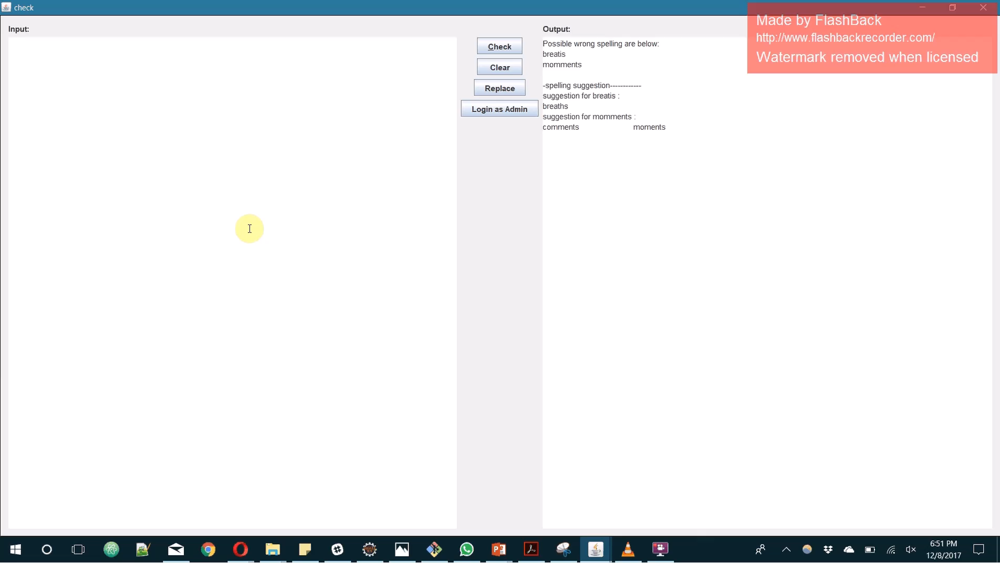 check
Made by FlashBack
http://www.flashbackrecorder.com/
Watermark removed when licensed
Input:
Check
Clear
Replace
Login as Admin
Output:
Possible wrong spelling are below:
breatis
momments
-spelling suggestion------------
suggestion for breatis :
breaths
suggestion for momments :
comments moments
6:51 PM
12/8/2017